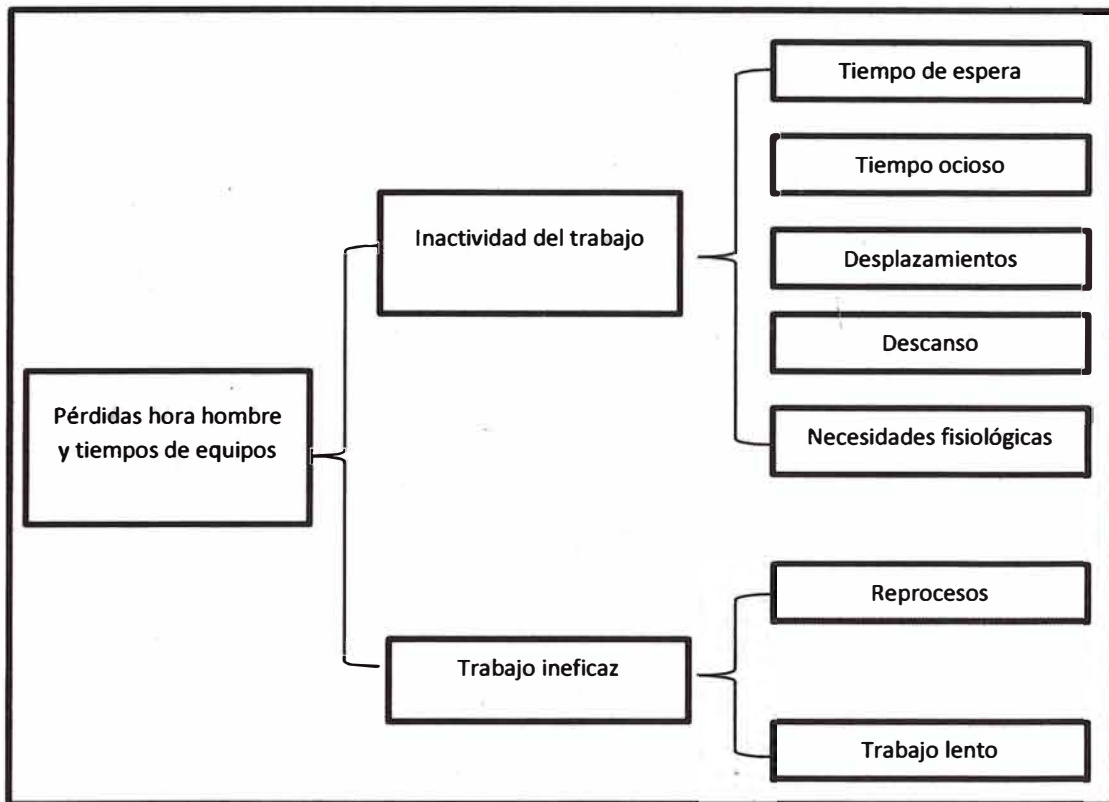 Tiempo de espera
Tiempo ocioso
Inactividad del trabajo
Desplazamientos
Descanso
Pérdidas hora hombre
y tiempos de equipos
Necesidades fisiológicas
Reprocesos
Trabajo ineficaz
Trabajo lento